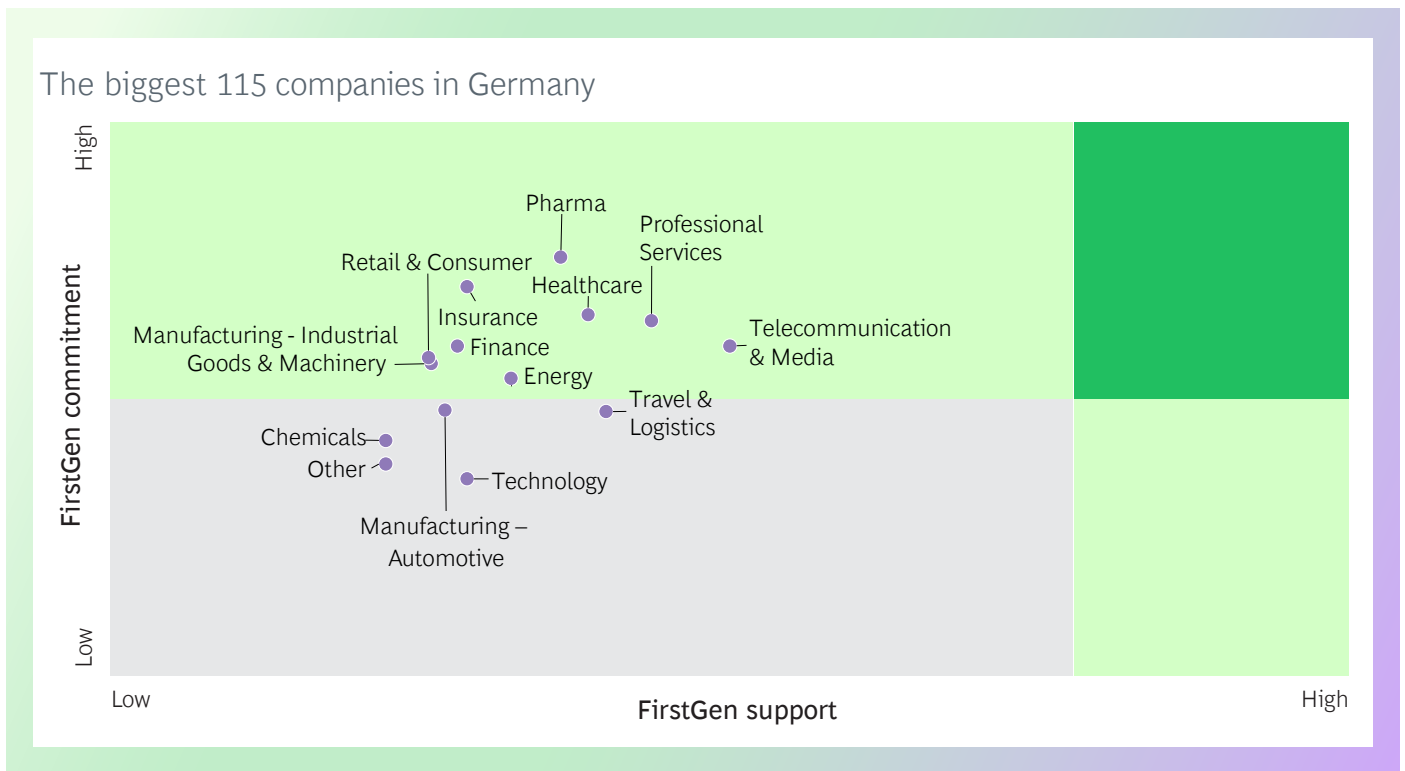 The biggest 115 companies in Germany
High
FirstGen commitment
Low
Pharma
Professional
Services
Retail & Consumer
Healthcare
Insurance
Manufacturing - Industrial
Goods & Machinery
Finance
Telecommunication
& Media
Energy
Travel &
Logistics
Chemicals
Other
Technology
Manufacturing –
Automotive
Low
FirstGen support
High